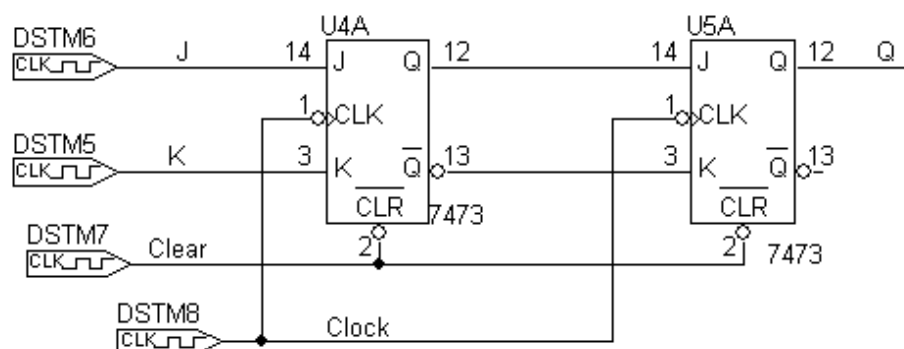 U4A U5A
DSTM6
CLK J 14 J Q 12 14 J Q 12 Q
1 CLK 1 CLK
DSTM5
CLK K 3 K Q 13 3 K Q 13
CLR CLR
2 7473 2 7473
DSTM7
CLK Clear
DSTM8
CLK Clock